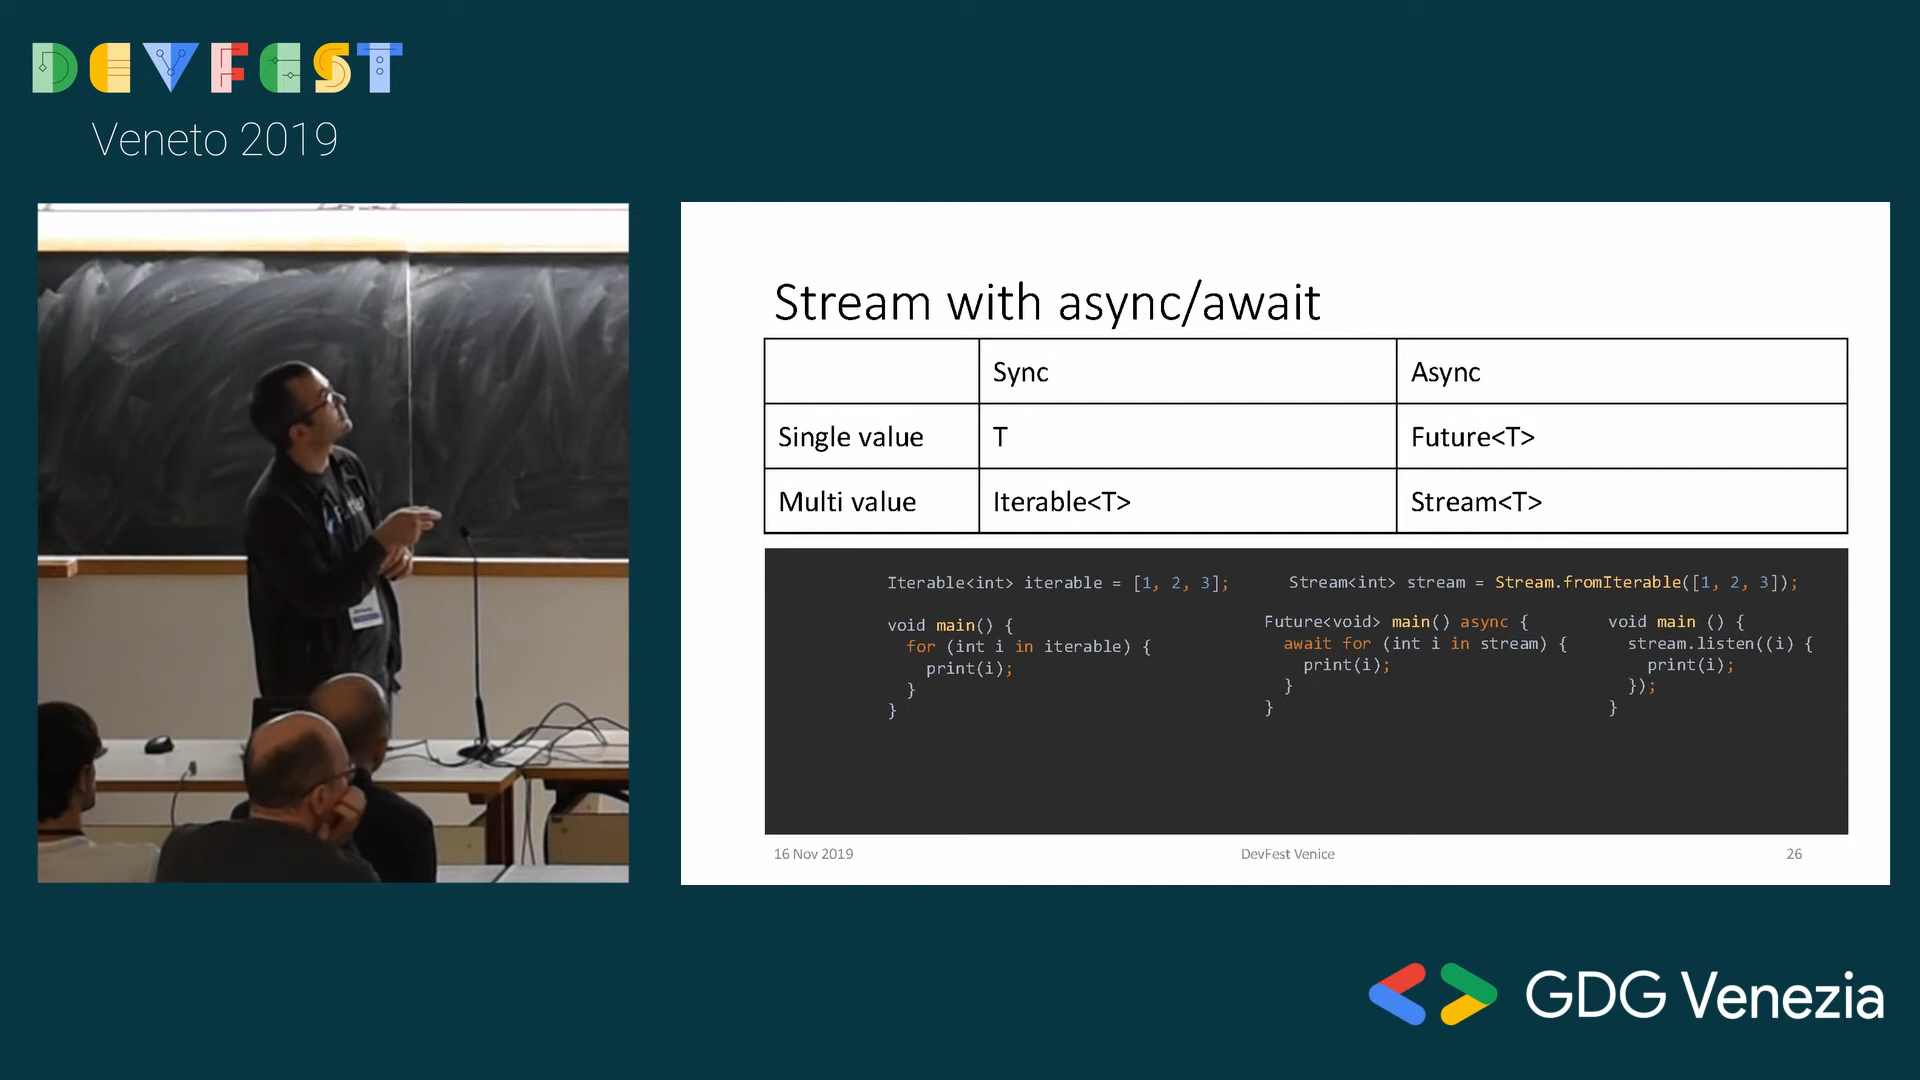 DEVFEST
Veneto 2019
Stream with async/await
Sync Async
Single value T Future<T>
Multi value Iterable<T> Stream<T>
Iterable<int> iterable = [1, 2, 3];
void main() {
  for (int i in iterable) {
    print(i);
  }
}
Stream<int> stream = Stream.fromIterable([1, 2, 3]);
Future<void> main() async {
  await for (int i in stream) {
    print(i);
  }
}
void main () {
  stream.listen((i) {
    print(i);
  });
}
16 Nov 2019 DevFest Venice 26
GDG Venezia